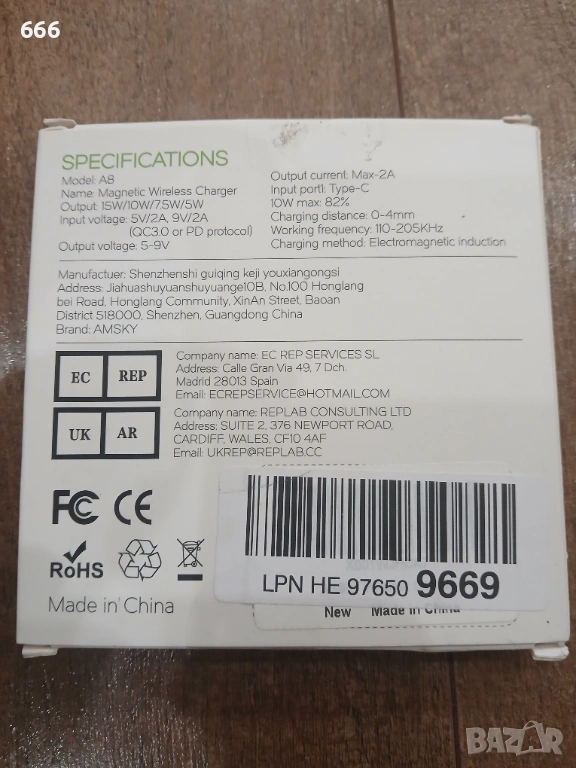 666
SPECIFICATIONS
Model: A8
Name: Magnetic Wireless Charger
Output: 15W/10W/7.5W/5W
Input voltage: 5V/2A, 9V/2A
(QC3.0 or PD protocol)
Output voltage: 5-9V
Output current: Max-2A
Input port1: Type-C
10W max: 82%
Charging distance: 0-4mm
Working frequency: 110-205KHz
Charging method: Electromagnetic induction
Manufactuer: Shenzhenshi guiqing keji youxiangongsi
Address: Jiahuashuyuanshuyuange10B, No.100 Honglang
bei Road, Honglang Community, XinAn Street, Baoan
District 518000, Shenzhen, Guangdong China
Brand: AMSKY
EC REP
Company name: EC REP SERVICES SL
Address: Calle Gran Via 49, 7 Dch.
Madrid 28013 Spain
Email: ECREPSERVICE@HOTMAIL.COM
UK AR
Company name: REPLAB CONSULTING LTD
Address: SUITE 2, 376 NEWPORT ROAD,
CARDIFF, WALES, CF10 4AF
Email: UKREP@REPLAB.CC
FC CE
RoHS
Made in China
LPN HE 97650 9669
New Made in China
BAZAR